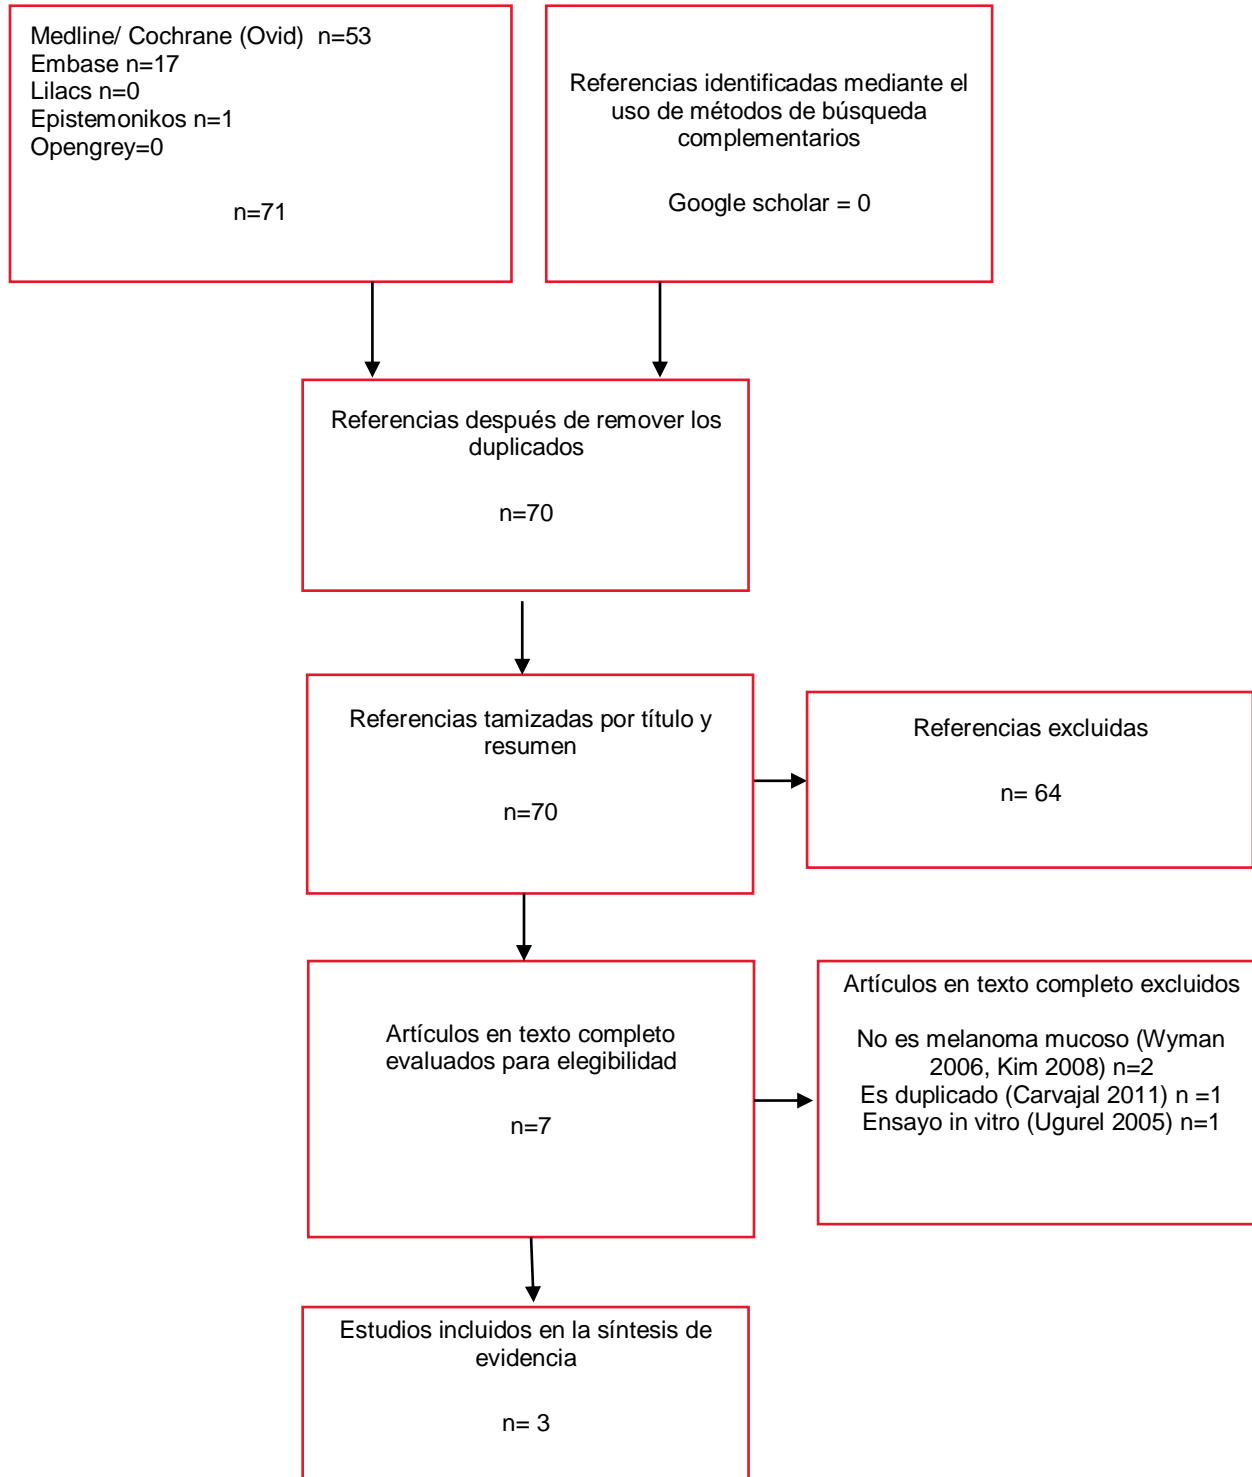 Medline/ Cochrane (Ovid)  n=53
Embase n=17
Lilacs n=0
Epistemonikos n=1
Opengrey=0
n=71
Referencias identificadas mediante el
uso de métodos de búsqueda
complementarios
Google scholar = 0
Referencias después de remover los
duplicados
n=70
Referencias tamizadas por título y
resumen
n=70
Referencias excluidas
n= 64
Artículos en texto completo
evaluados para elegibilidad
n=7
Artículos en texto completo excluidos
No es melanoma mucoso (Wyman
2006, Kim 2008) n=2
Es duplicado (Carvajal 2011) n =1
Ensayo in vitro (Ugurel 2005) n=1
Estudios incluidos en la síntesis de
evidencia
n= 3